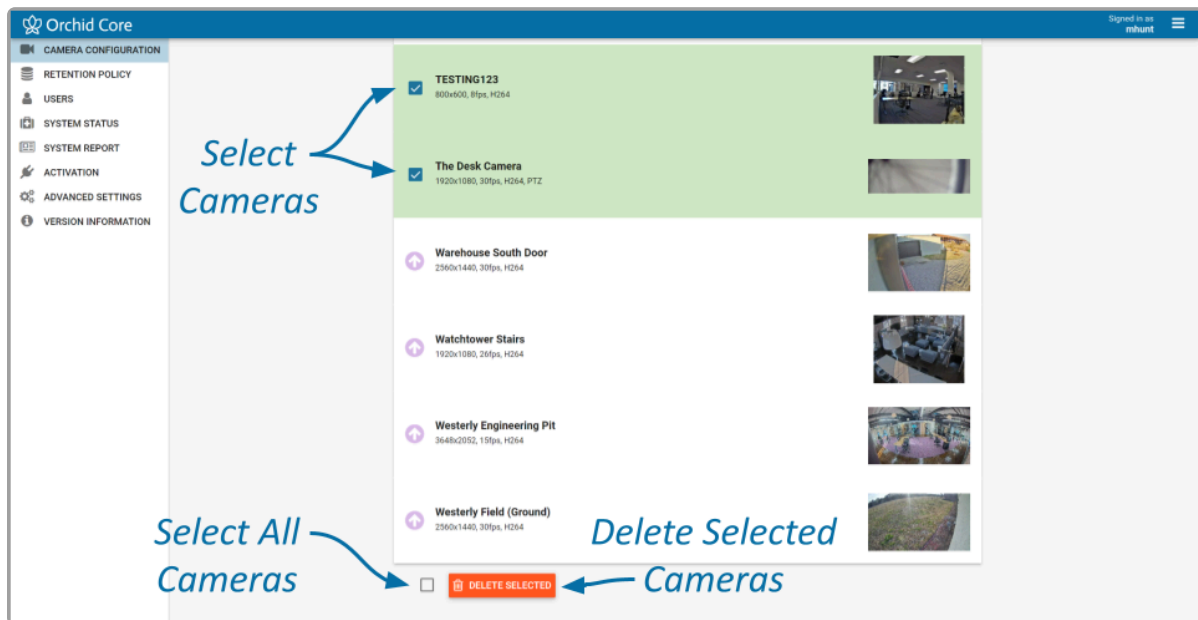 Orchid Core
Signed in as
mhunt
CAMERA CONFIGURATION
RETENTION POLICY
USERS
SYSTEM STATUS
SYSTEM REPORT
ACTIVATION
ADVANCED SETTINGS
VERSION INFORMATION
TESTING123
800x600, 8fps, H264
Select
Cameras
The Desk Camera
1920x1080, 30fps, H264, PTZ
Warehouse South Door
2560x1440, 30fps, H264
Watchtower Stairs
1920x1080, 26fps, H264
Westerly Engineering Pit
3648x2052, 15fps, H264
Westerly Field (Ground)
2560x1440, 30fps, H264
Select All
Cameras
DELETE SELECTED
Delete Selected
Cameras